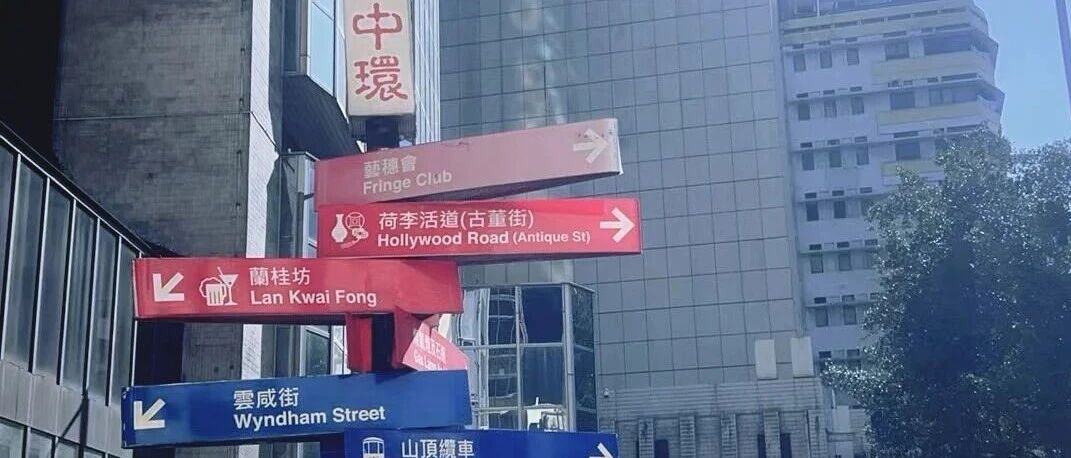 中環
藝穗會
Fringe Club
荷李活道(古董街)
Hollywood Road (Antique St)
蘭桂坊
Lan Kwai Fong
雲咸街
Wyndham Street
山頂纜車